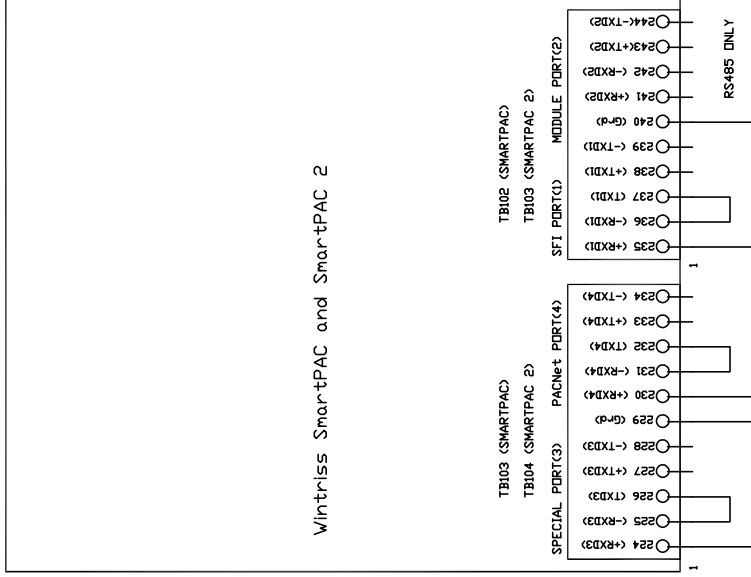 Wintriss SmartPAC and SmartPAC 2
TB102 (SMARTPAC)
TB103 (SMARTPAC 2)
SFI PORT(1)
MODULE PORT(2)
244(-TXD2)
243(+TXD2)
242 (-RXD2)
241 (+RXD2)
240 (Grd)
239 (-TXD1)
238 (+TXD1)
237 (TXD1)
236 (-RXD1)
235 (+RXD1)
RS485 ONLY
1
TB103 (SMARTPAC)
TB104 (SMARTPAC 2)
SPECIAL PORT(3)
PACNet PORT(4)
234 (-TXD4)
233 (+TXD4)
232 (TXD4)
231 (-RXD4)
230 (+RXD4)
229 (Grd)
228 (-TXD3)
227 (+TXD3)
226 (TXD3)
225 (-RXD3)
224 (+RXD3)
1